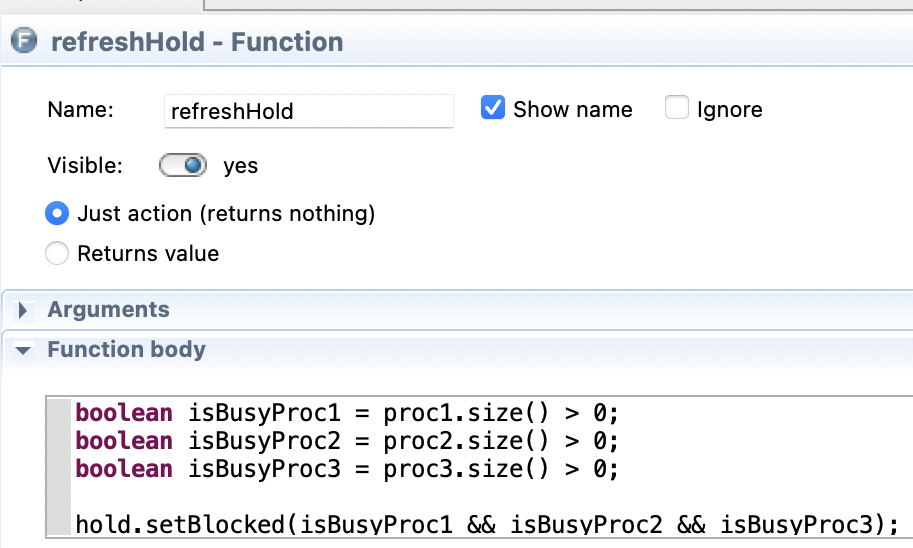 refreshHold - Function
Name: refreshHold Show name Ignore
Visible: yes
Just action (returns nothing)
Returns value
Arguments
Function body
boolean isBusyProc1 = proc1.size() > 0;
boolean isBusyProc2 = proc2.size() > 0;
boolean isBusyProc3 = proc3.size() > 0;
hold.setBlocked(isBusyProc1 && isBusyProc2 && isBusyProc3);